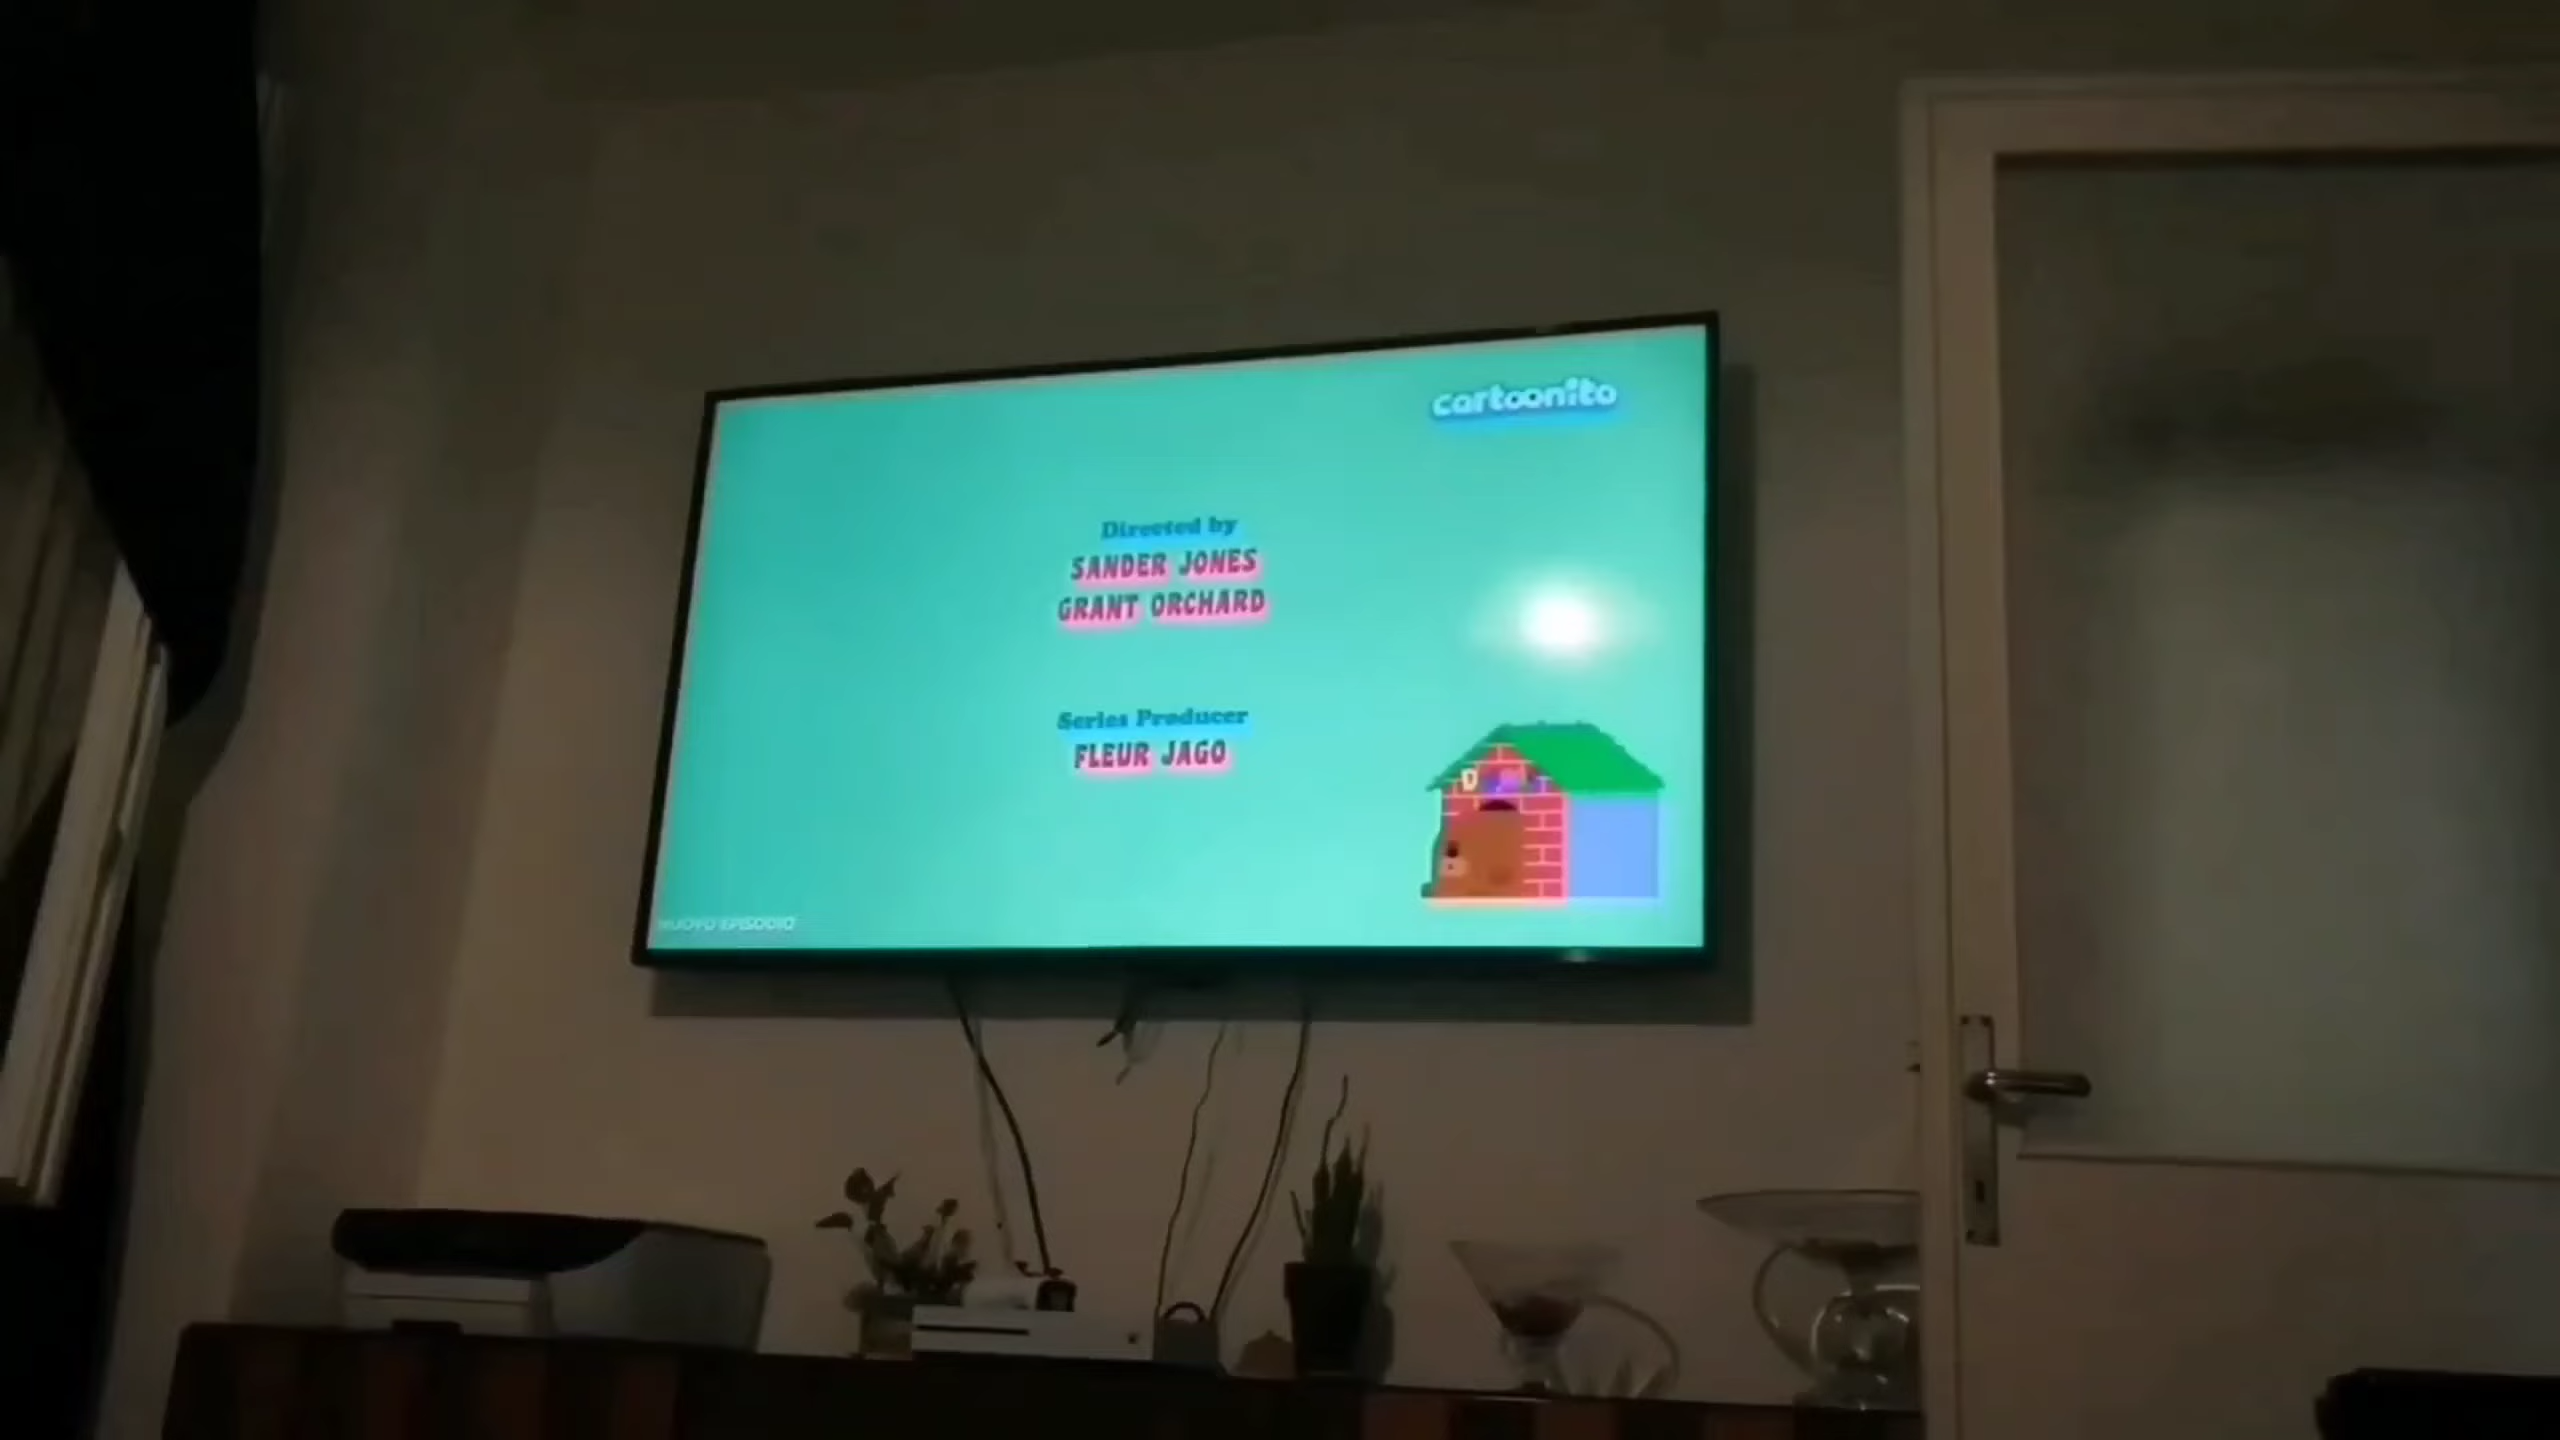 cartoonito
Directed by
SANDER JONES
GRANT ORCHARD
Series Producer
FLEUR JAGO
D
NUOVO EPISODIO